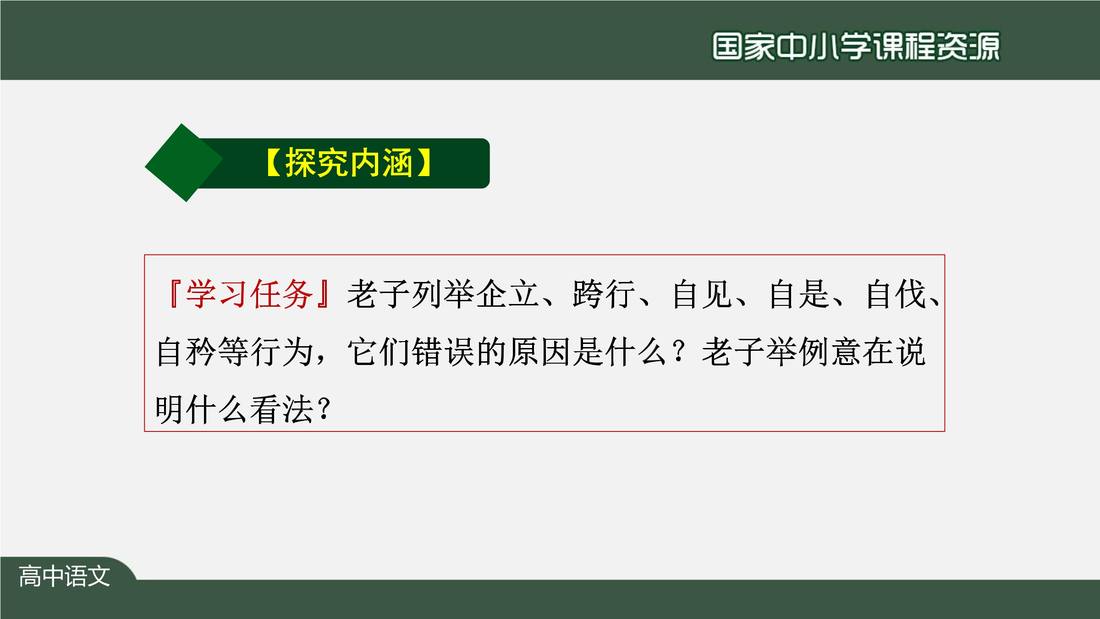 国家中小学课程资源
【探究内涵】
『学习任务』老子列举企立、跨行、自见、自是、自伐、
自矜等行为，它们错误的原因是什么？老子举例意在说
明什么看法？
高中语文